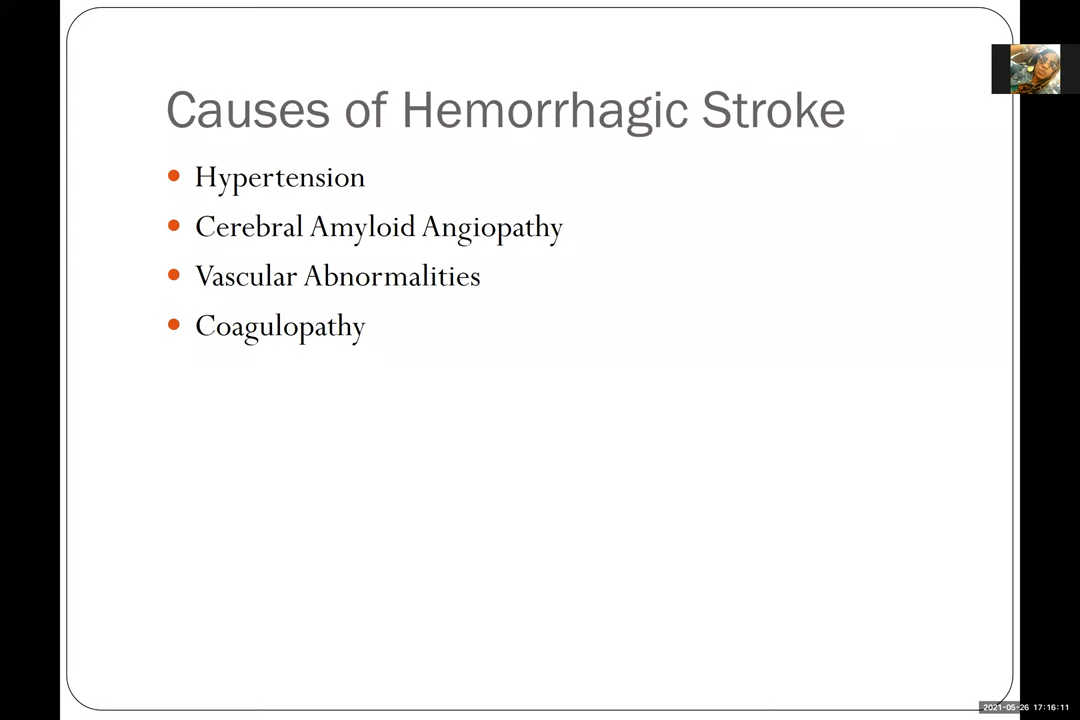 Causes of Hemorrhagic Stroke
Hypertension
Cerebral Amyloid Angiopathy
Vascular Abnormalities
Coagulopathy
2021-05-26 17:16:11